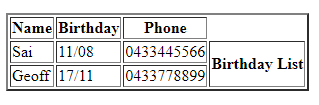 Name Birthday Phone
Sai 11/08 0433445566
Birthday List
Geoff 17/11 0433778899